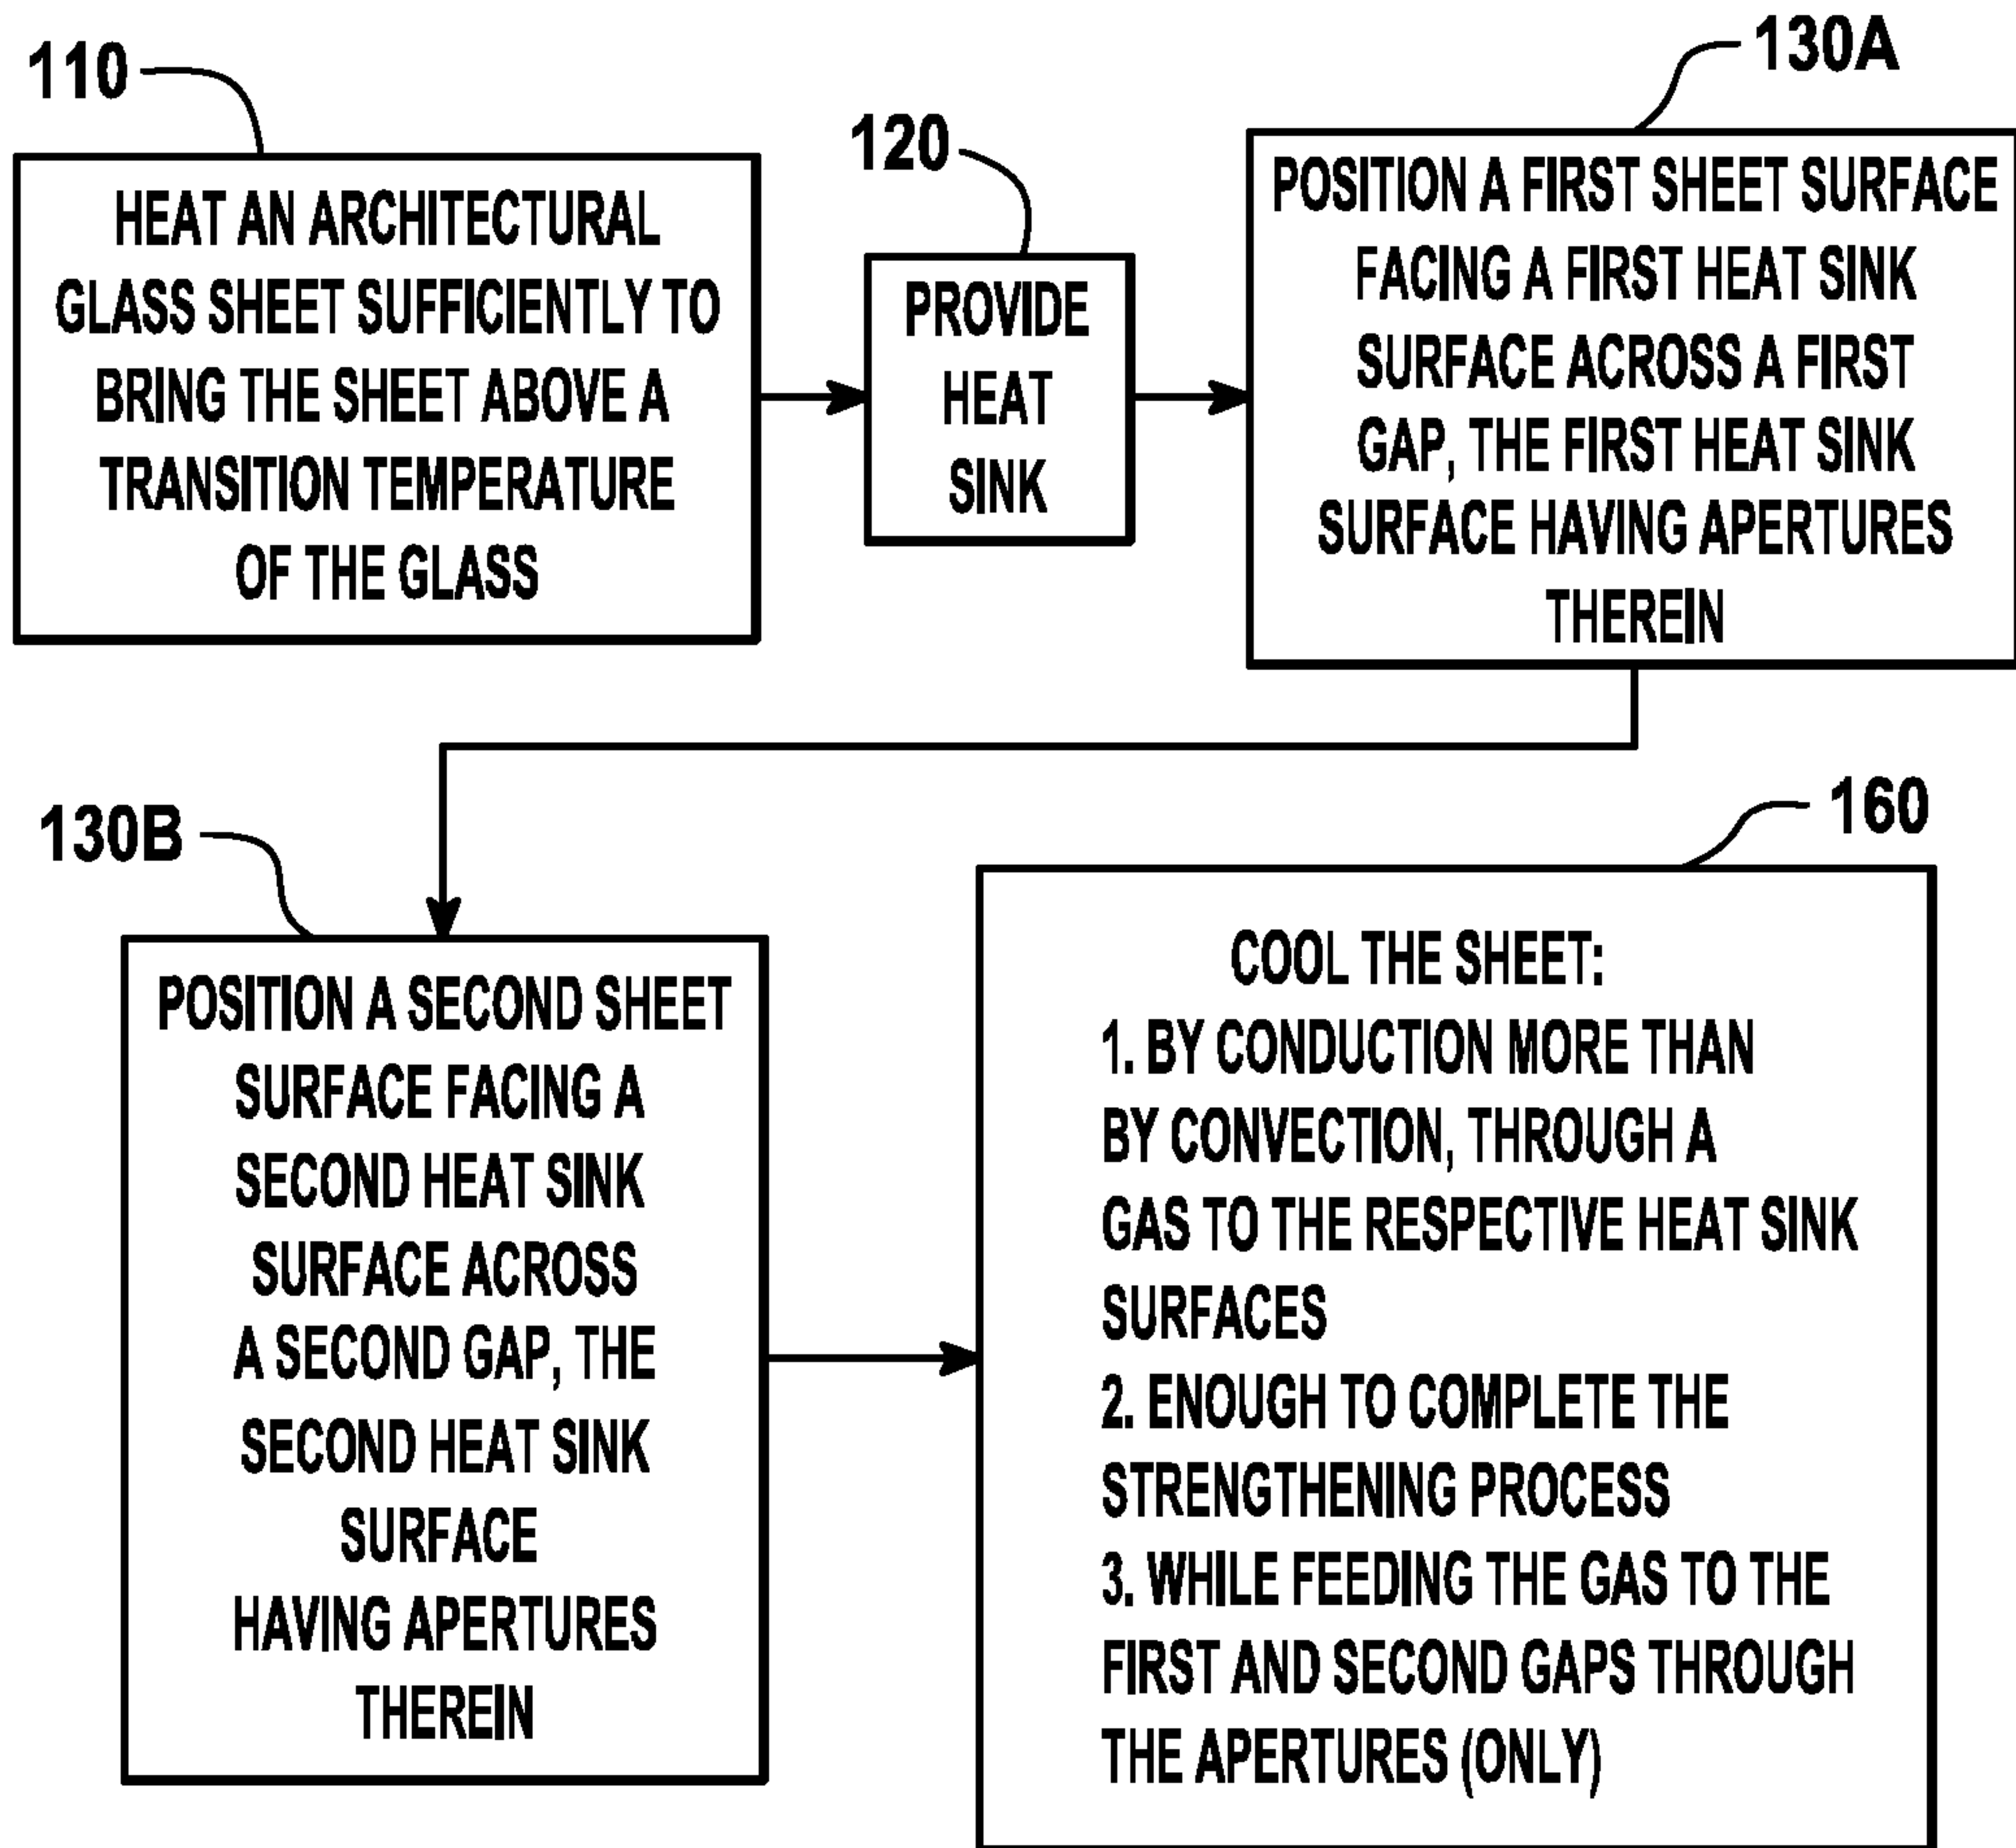 110
HEAT AN ARCHITECTURAL
GLASS SHEET SUFFICIENTLY TO
BRING THE SHEET ABOVE A
TRANSITION TEMPERATURE
OF THE GLASS
120
PROVIDE
HEAT
SINK
130A
POSITION A FIRST SHEET SURFACE
FACING A FIRST HEAT SINK
SURFACE ACROSS A FIRST
GAP, THE FIRST HEAT SINK
SURFACE HAVING APERTURES
THEREIN
130B
POSITION A SECOND SHEET
SURFACE FACING A
SECOND HEAT SINK
SURFACE ACROSS
A SECOND GAP, THE
SECOND HEAT SINK
SURFACE
HAVING APERTURES
THEREIN
160
COOL THE SHEET:
1. BY CONDUCTION MORE THAN
BY CONVECTION, THROUGH A
GAS TO THE RESPECTIVE HEAT SINK
SURFACES
2. ENOUGH TO COMPLETE THE
STRENGTHENING PROCESS
3. WHILE FEEDING THE GAS TO THE
FIRST AND SECOND GAPS THROUGH
THE APERTURES (ONLY)